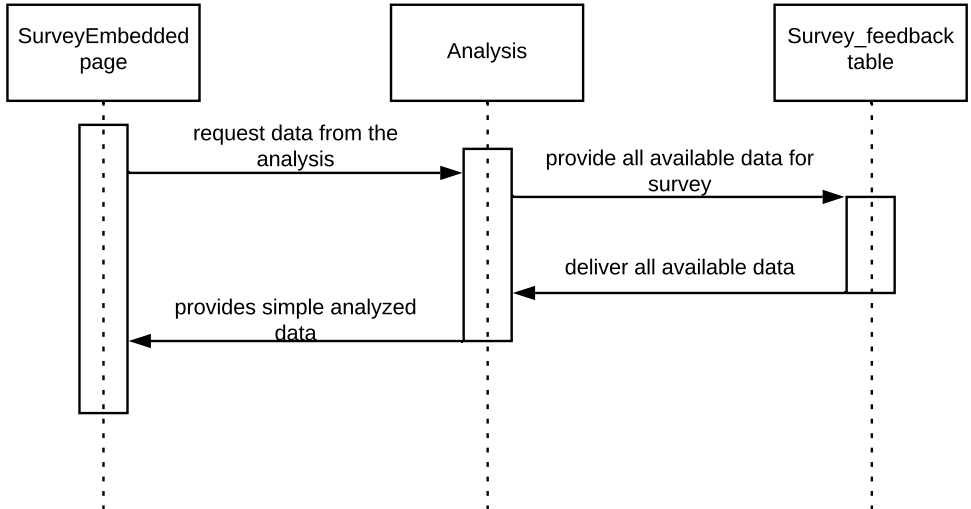 SurveyEmbedded
page
Analysis
Survey_feedback
table
request data from the
analysis
provide all available data for
survey
deliver all available data
provides simple analyzed
data